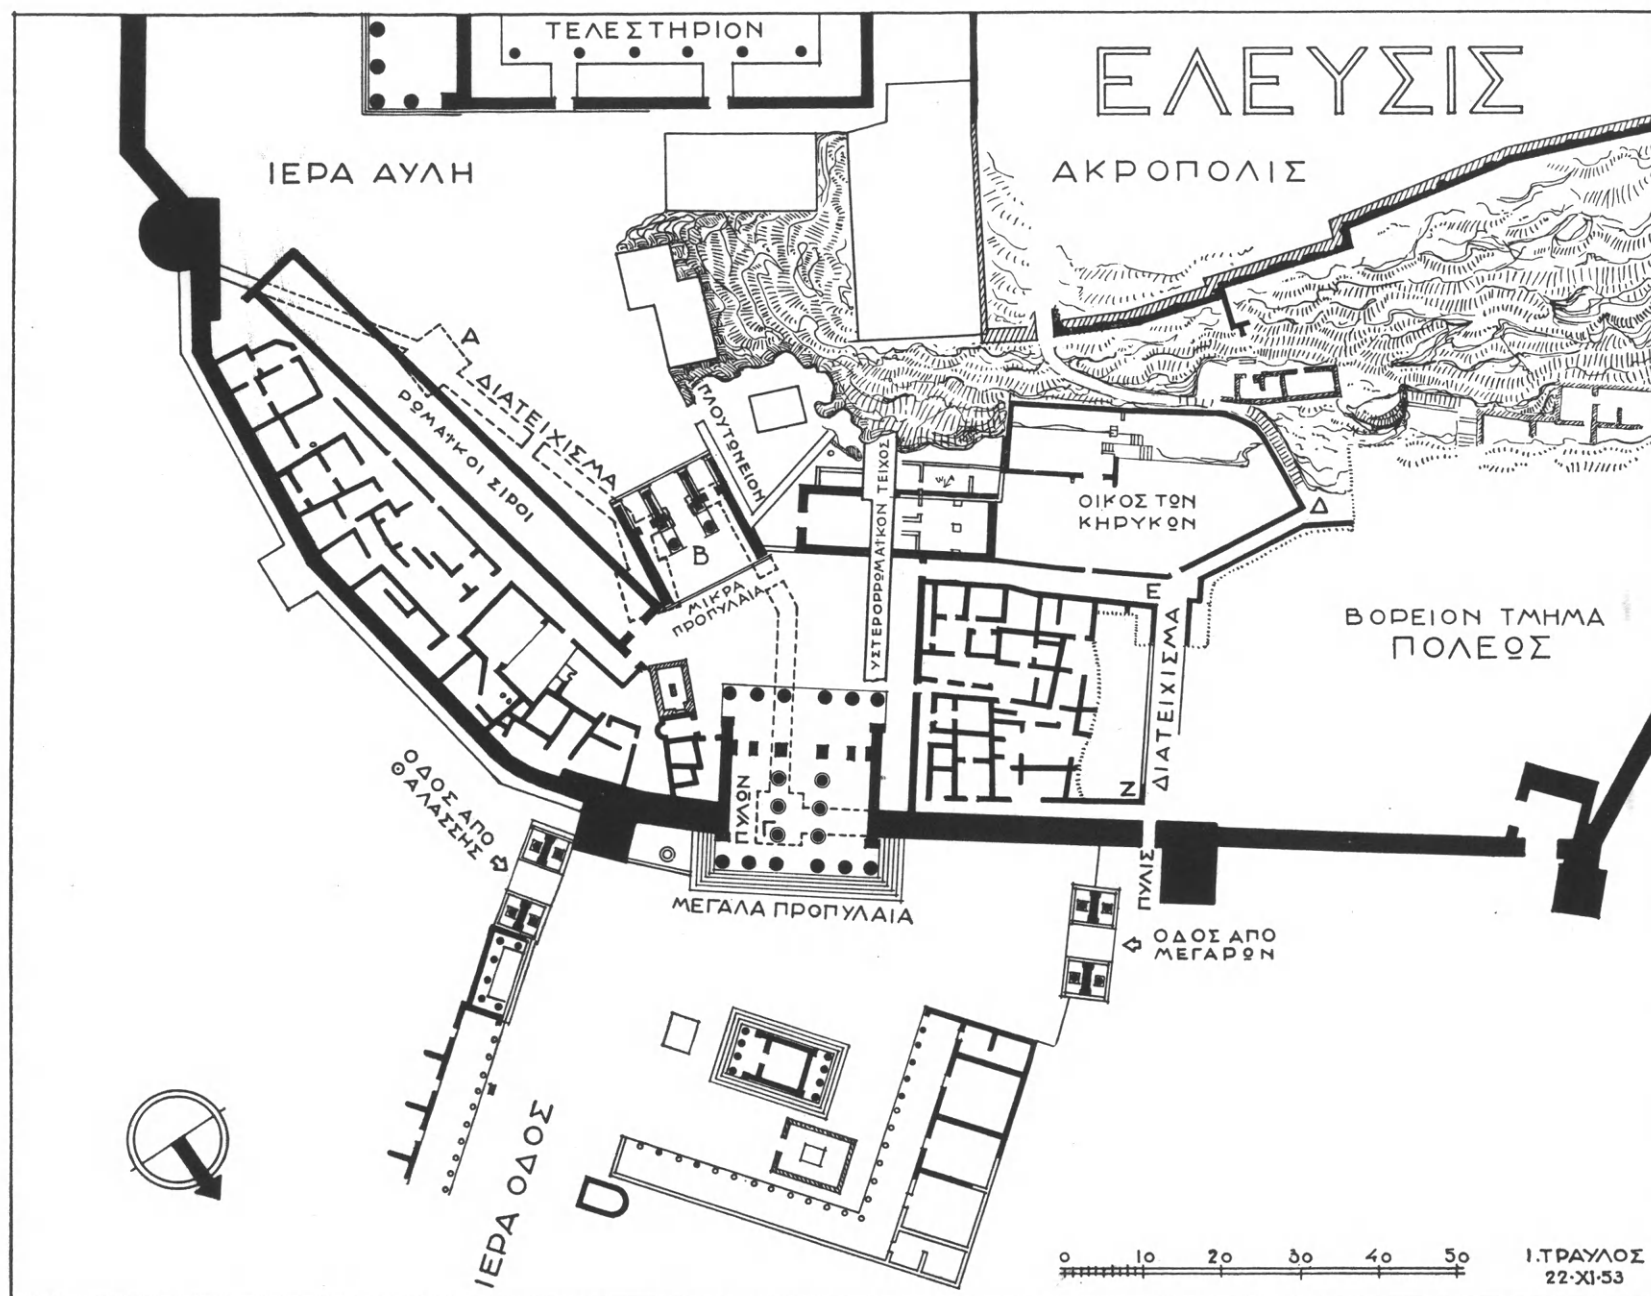 ΤΕΛΕΣΤΗΡΙΟΝ
ΕΛΕΥΣΙΣ
ΙΕΡΑ ΑΥΛΗ
ΑΚΡΟΠΟΛΙΣ
Α
ΔΙΑΤΕΙΧΙΣΜΑ
ΡΩΜΑΪΚΟΙ ΣΙΡΟΙ
ΠΛΟΥΤΩΝΕΙΟΝ
ΥΣΤΕΡΟΡΡΩΜΑΪΚΟΝ ΤΕΙΧΟΣ
ΟΙΚΟΣ ΤΩΝ
ΚΗΡΥΚΩΝ
Δ
Β
ΜΙΚΡΑ
ΠΡΟΠΥΛΑΙΑ
Ε
ΒΟΡΕΙΟΝ ΤΜΗΜΑ
ΠΟΛΕΩΣ
ΔΙΑΤΕΙΧΙΣΜΑ
Ζ
ΟΔΟΣ ΑΠΟ
ΘΑΛΑΣΣΗΣ
ΠΥΛΩΝ
ΠΥΛΙΣ
ΜΕΓΑΛΑ ΠΡΟΠΥΛΑΙΑ
ΟΔΟΣ ΑΠΟ
ΜΕΓΑΡΩΝ
ΙΕΡΑ ΟΔΟΣ
0 10 20 30 40 50
Ι.ΤΡΑΥΛΟΣ
22·ΧΙ·53